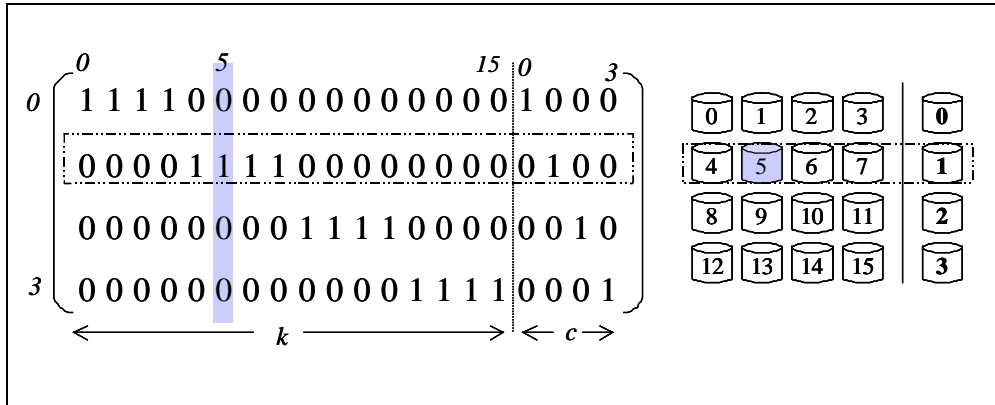 0 5 15 0 3
0 1 1 1 1 0 0 0 0 0 0 0 0 0 0 0 0 1 0 0 0
0 0 0 0 1 1 1 1 0 0 0 0 0 0 0 0 0 1 0 0
0 0 0 0 0 0 0 0 1 1 1 1 0 0 0 0 0 0 1 0
3 0 0 0 0 0 0 0 0 0 0 0 0 1 1 1 1 0 0 0 1
k c
0 1 2 3 0
4 5 6 7 1
8 9 10 11 2
12 13 14 15 3